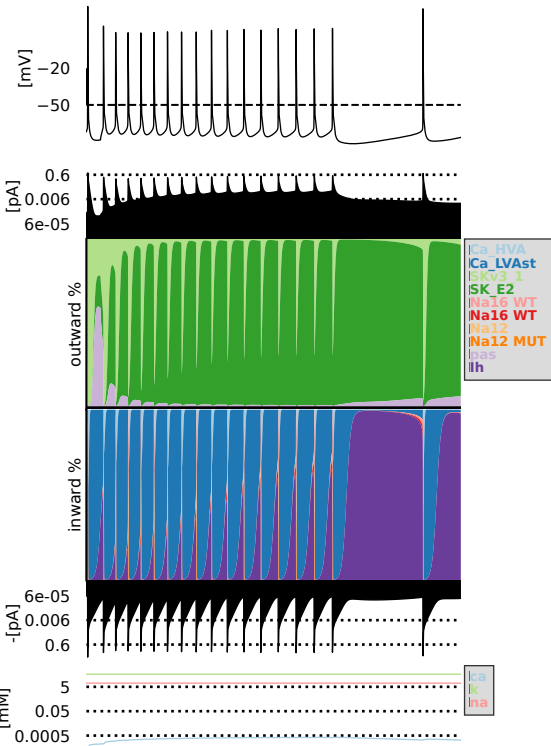 [mV]
−20
−50
[pA]
0.6
0.006
6e-05
outward %
Ca_HVA
Ca_LVAst
SKv3_1
SK_E2
Na16 WT
Na16 WT
Na12
Na12 MUT
pas
Ih
inward %
-[pA]
6e-05
0.006
0.6
[mM]
5
0.05
0.0005
ca
k
na